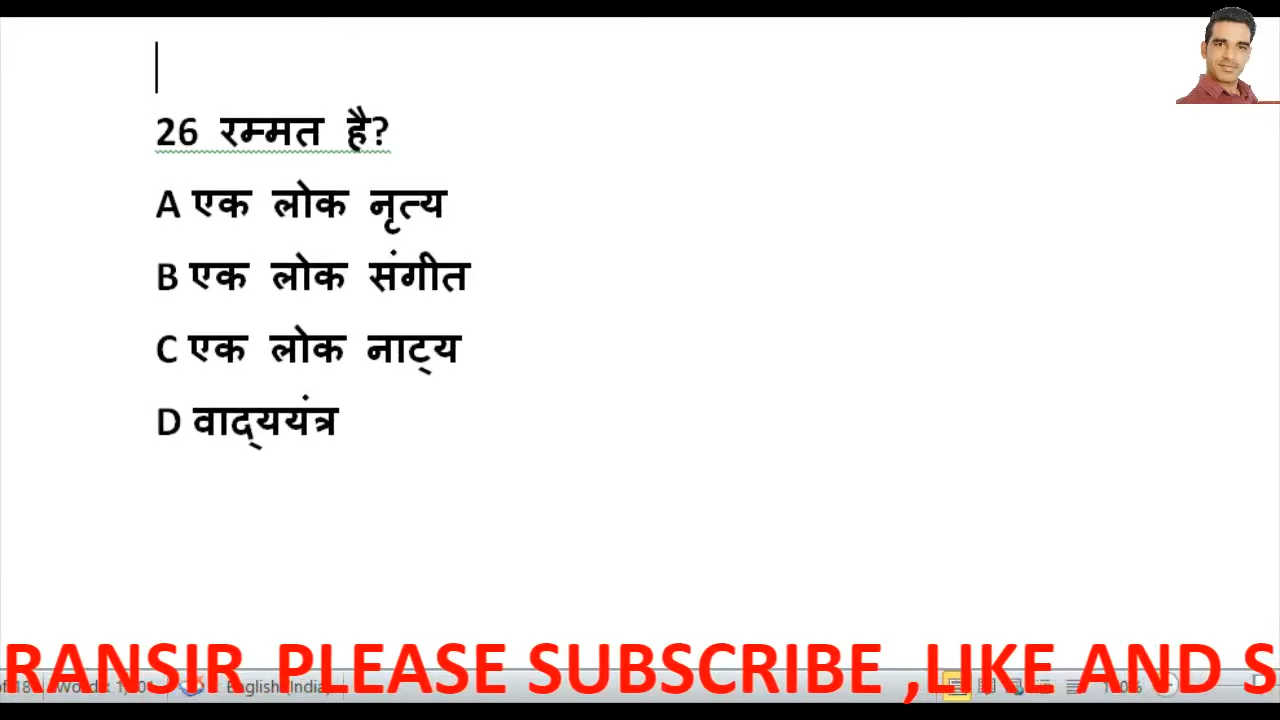 26 रम्मत है?
A एक लोक नृत्य
B एक लोक संगीत
C एक लोक नाट्य
D वाद्ययंत्र
RANSIR PLEASE SUBSCRIBE ,LIKE AND S
English (India)